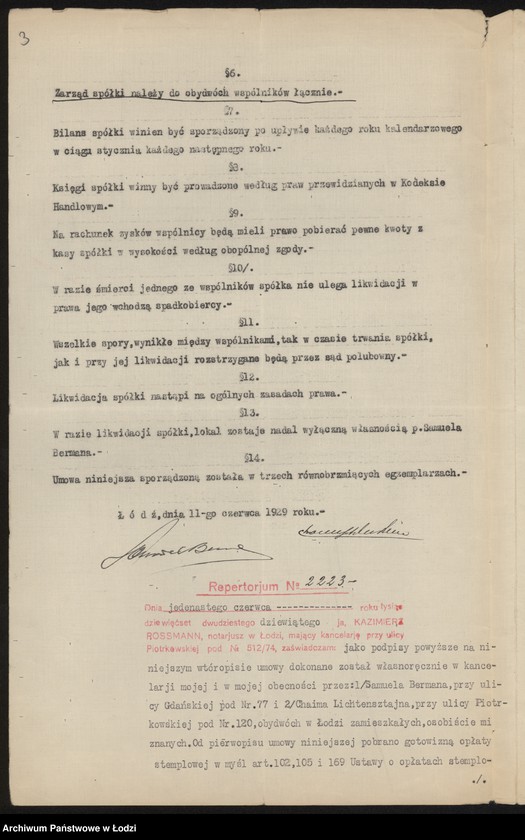 3
§6.
Zarząd spółki należy do obydwóch wspólników łącznie.-
§7.
Bilans spółki winien być sporządzony po upływie każdego roku kalendarzowego
w ciągu stycznia każdego następnego roku.-
§8.
Księgi spółki winny być prowadzone według praw przewidzianych w Kodeksie
Handlowym.-
§9.
Na rachunek zysków wspólnicy będą mieli prawo pobierać pewne kwoty z
kasy spółki w wysokości według obopólnej zgody.-
§10/.
W razie śmierci jednego ze wspólników spółka nie ulega likwidacji w
prawa jego wchodzą spadkobiercy.-
§11.
Wszelkie spory,wynikłe między wspólnikami,tak w czasie trwania spółki,
jak i przy jej likwidacji rozstrzygane będą przez sąd polubowny.-
§12.
Likwidacja spółki nastąpi na ogólnych zasadach prawa.-
§13.
W razie likwidacji spółki,lokal zostaje nadal wyłączną własnością p.Samuela
Bermana.-
§14.
Umowa niniejsza sporządzoną została w trzech równobrzmiących egzemplarzach.-
Ł ó d ź,dnia 11-go czerwca 1929 roku.-
Repertorjum № 2223-
Dnia jedenastego czerwca -------------- roku tysiąc
dziewięćset dwudziestego dziewiątego ja, KAZIMIERZ
ROSSMANN, notarjusz w Łodzi, mający kancelarję przy ulicy
Piotrkowskiej pod № 512/74, zaświadczam: jako podpisy powyższe na ni-
niejszym wtóropisie umowy dokonane został własnoręcznie w kance-
larji mojej i w mojej obecności przez:1/Samuela Bermana,przy uli-
cy Gdańskiej pod Nr.77 i 2/Chaima Lichtensztajna,przy ulicy Piotr-
kowskiej pod Nr.120,obydwóch w Łodzi zamieszkałych,osobiście mi
znanych.Od pierwopisu umowy niniejszej pobrano gotowizną opłaty
stemplowej w myśl art.102,105 i 169 Ustawy o opłatach stemplo-
./.
Archiwum Państwowe w Łodzi